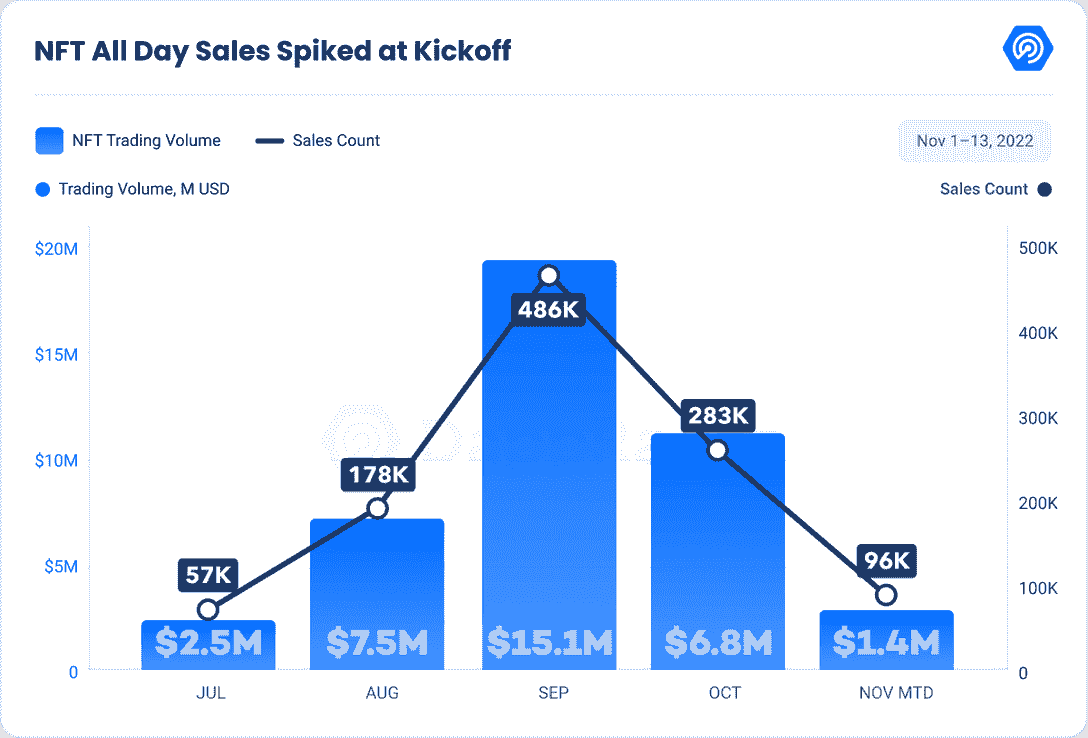 NFT All Day Sales Spiked at Kickoff
NFT Trading Volume
Sales Count
Nov 1–13, 2022
Trading Volume, M USD
Sales Count
$20M
$15M
$10M
$5M
0
500K
400K
300K
200K
100K
0
57K
178K
486K
283K
96K
$2.5M
$7.5M
$15.1M
$6.8M
$1.4M
JUL
AUG
SEP
OCT
NOV MTD